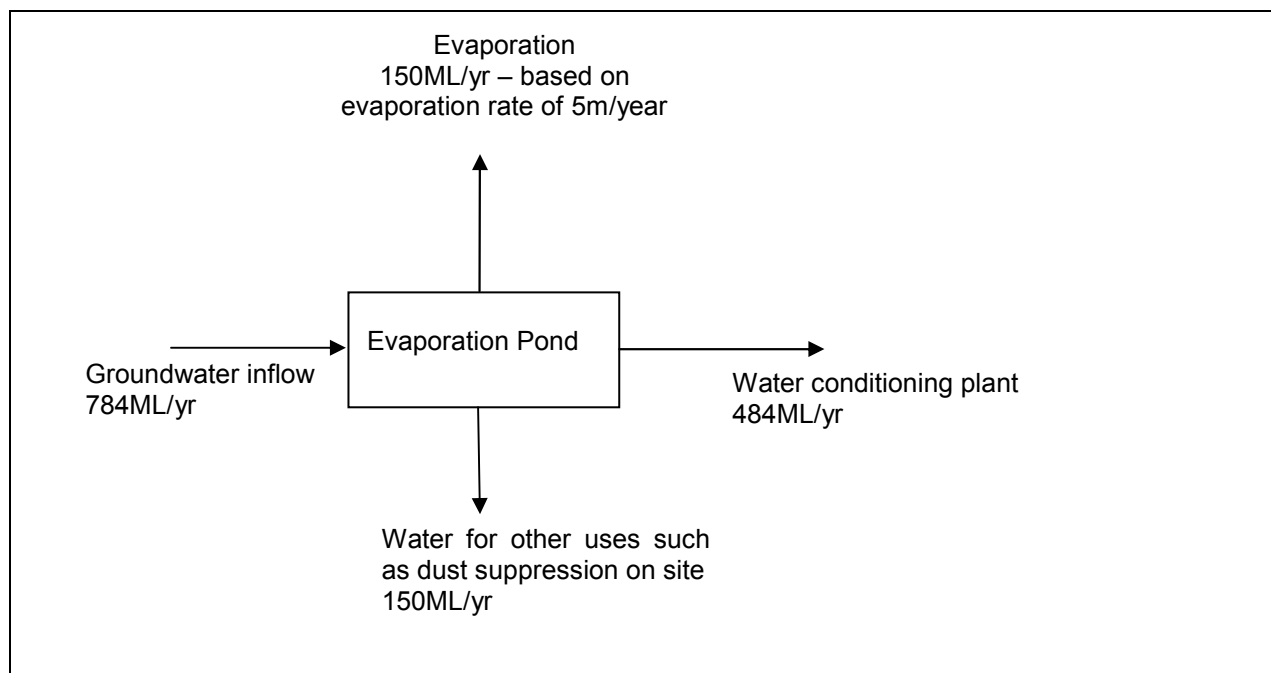 Evaporation
150ML/yr – based on
evaporation rate of 5m/year
Evaporation Pond
Groundwater inflow
784ML/yr
Water conditioning plant
484ML/yr
Water for other uses such
as dust suppression on site
150ML/yr